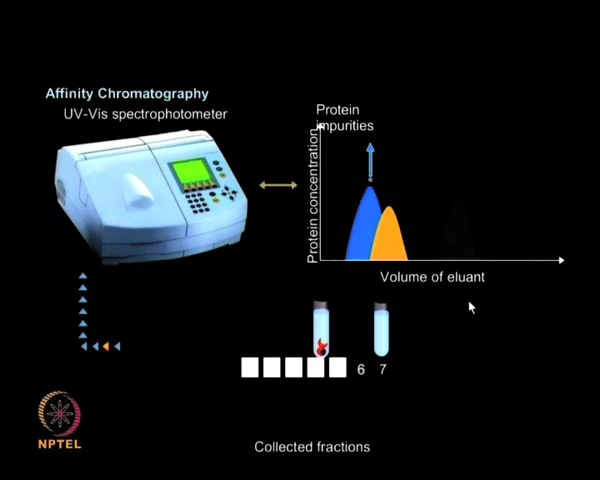 Affinity Chromatography
UV-Vis spectrophotometer
Protein
impurities
Protein concentration
Volume of eluant
6 7
NPTEL
Collected fractions